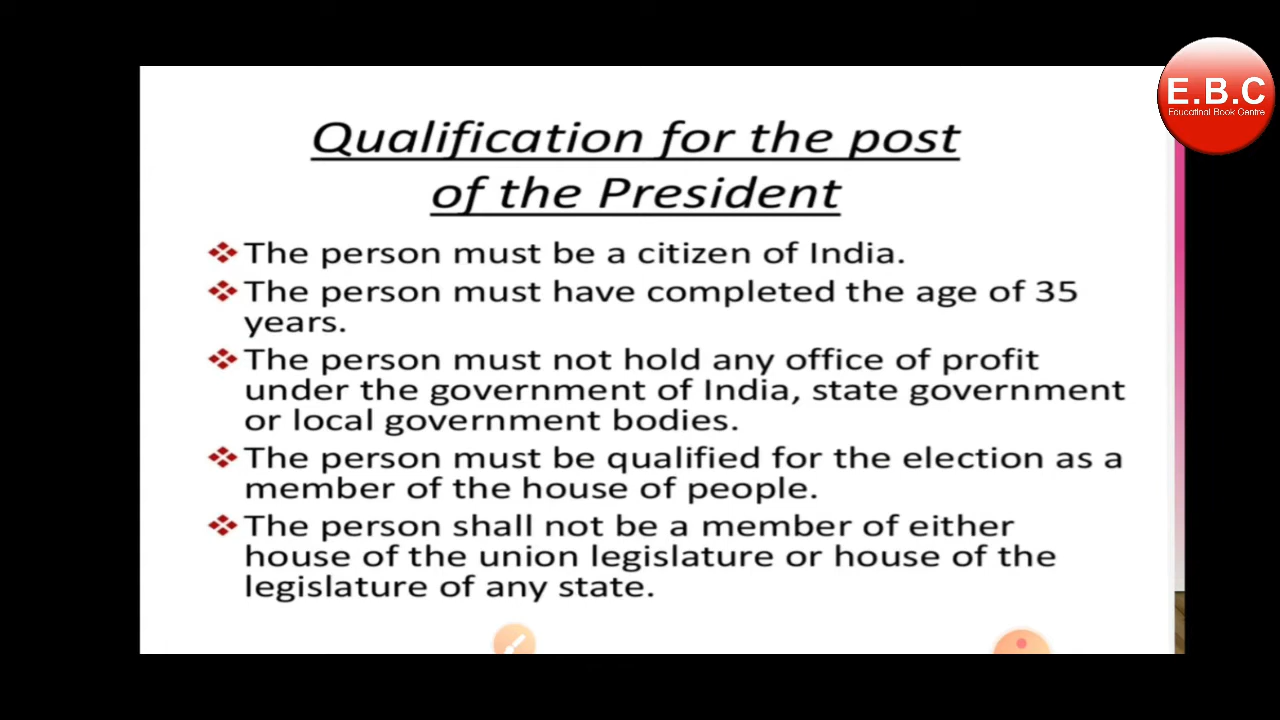 E.B.C
Educatinal Book Centre
Qualification for the post
of the President
The person must be a citizen of India.
The person must have completed the age of 35
years.
The person must not hold any office of profit
under the government of India, state government
or local government bodies.
The person must be qualified for the election as a
member of the house of people.
The person shall not be a member of either
house of the union legislature or house of the
legislature of any state.